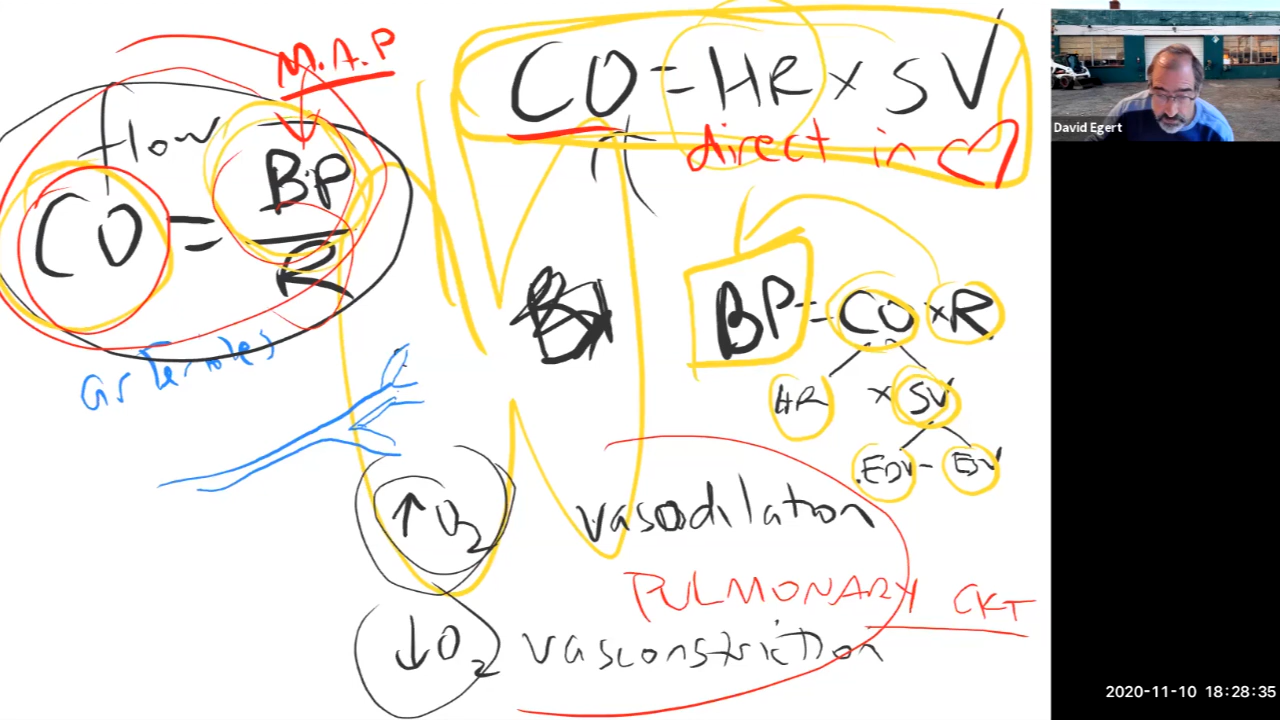 M.A.P
CO = HR x SV
direct in
flow
CO = BP
R
BP = CO x R
HR x SV
EDV - ESV
arterioles
↑O2 vasodilation
PULMONARY CKT
↓O2 vasconstriction
David Egert
2020-11-10 18:28:35